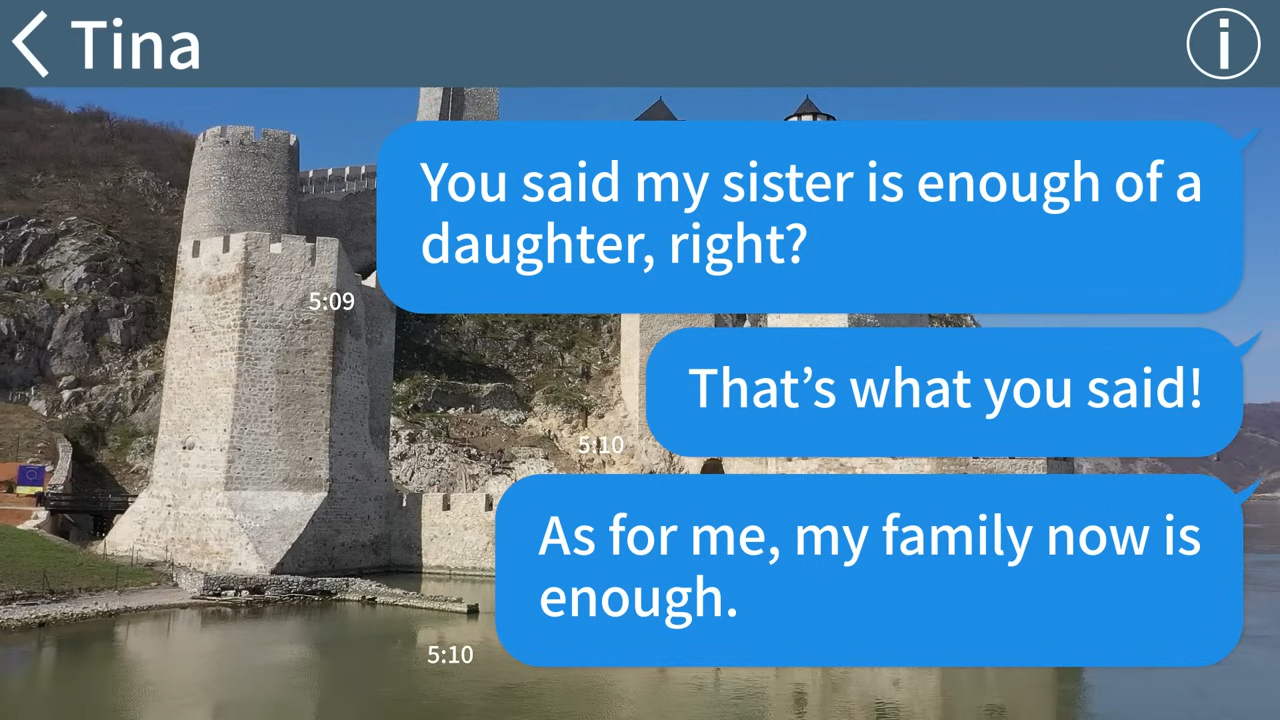 Tina
i
You said my sister is enough of a
daughter, right?
5:09
That’s what you said!
5:10
As for me, my family now is
enough.
5:10